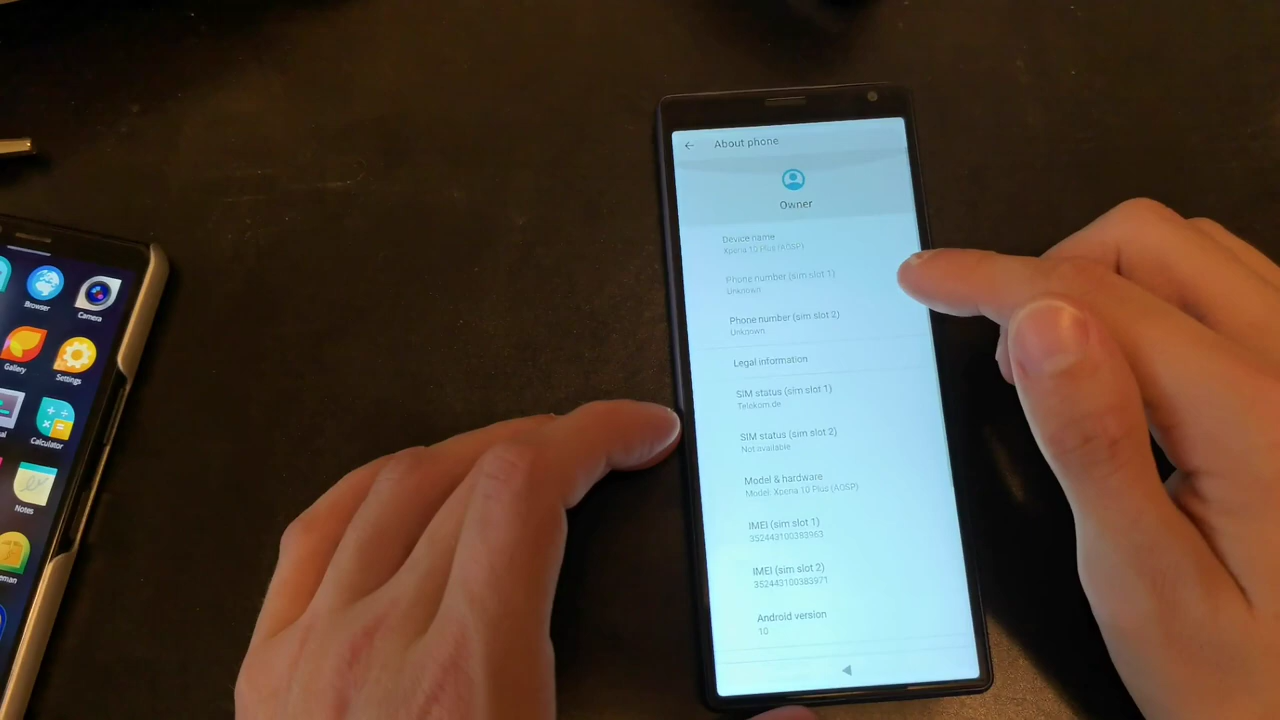 About phone
Owner
Device name
Xperia 10 Plus (AOSP)
Phone number (sim slot 1)
Unknown
Phone number (sim slot 2)
Unknown
Legal information
SIM status (sim slot 1)
Telekom.de
SIM status (sim slot 2)
Not available
Model & hardware
Model: Xperia 10 Plus (AOSP)
IMEI (sim slot 1)
352443100383963
IMEI (sim slot 2)
352443100383971
Android version
10
Browser
Camera
Gallery
Settings
Calculator
Notes